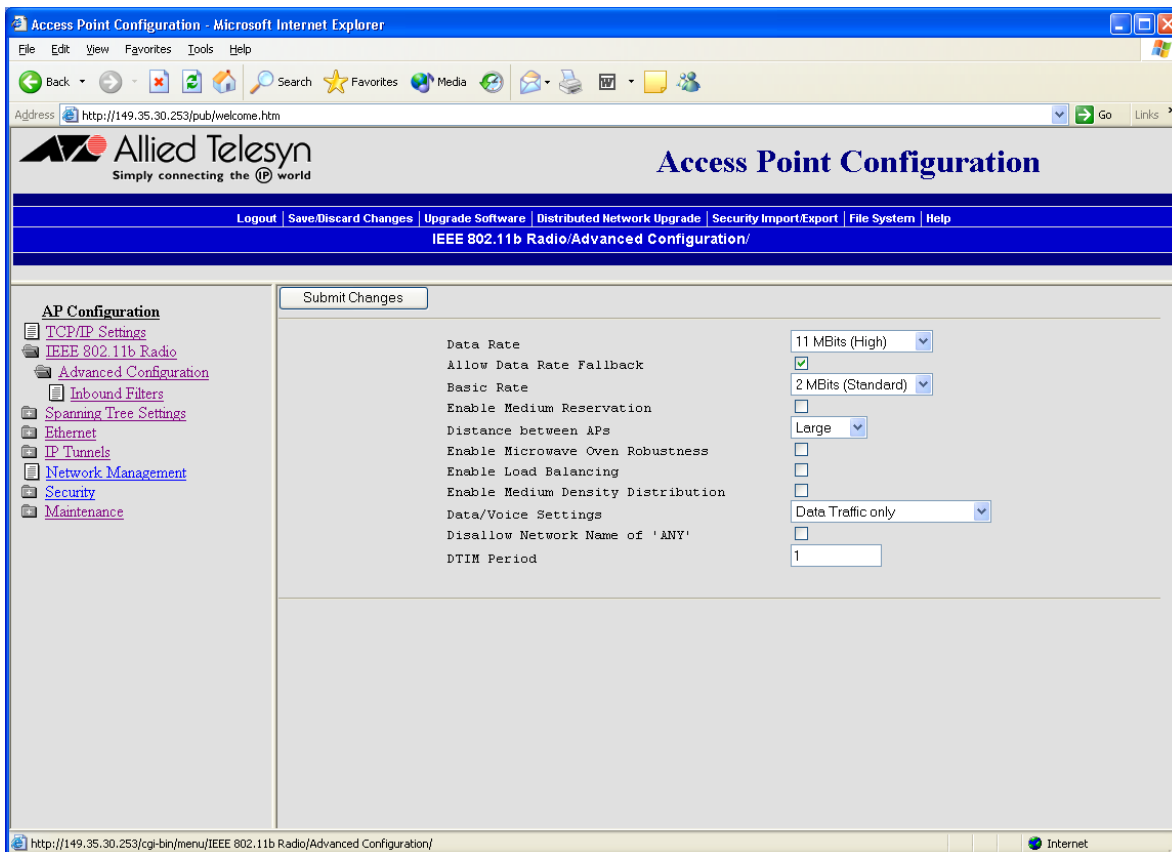 Access Point Configuration - Microsoft Internet Explorer
File Edit View Favorites Tools Help
Back Search Favorites Media
Address http://149.35.30.253/pub/welcome.htm Go Links
Allied Telesyn
Simply connecting the IP world
Access Point Configuration
Logout | Save/Discard Changes | Upgrade Software | Distributed Network Upgrade | Security Import/Export | File System | Help
IEEE 802.11b Radio/Advanced Configuration/
AP Configuration
TCP/IP Settings
IEEE 802.11b Radio
Advanced Configuration
Inbound Filters
Spanning Tree Settings
Ethernet
IP Tunnels
Network Management
Security
Maintenance
Submit Changes
Data Rate 11 MBits (High)
Allow Data Rate Fallback
Basic Rate 2 MBits (Standard)
Enable Medium Reservation
Distance between APs Large
Enable Microwave Oven Robustness
Enable Load Balancing
Enable Medium Density Distribution
Data/Voice Settings Data Traffic only
Disallow Network Name of 'ANY'
DTIM Period 1
http://149.35.30.253/cgi-bin/menu/IEEE 802.11b Radio/Advanced Configuration/ Internet